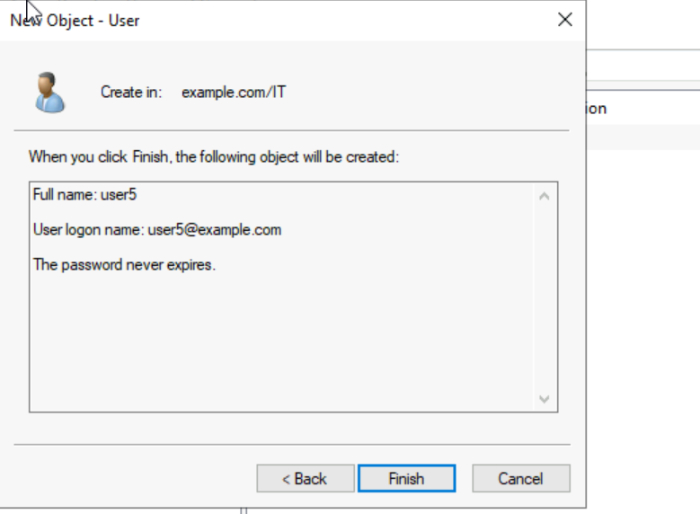 New Object - User
Create in: example.com/IT
When you click Finish, the following object will be created:
Full name: user5
User logon name: user5@example.com
The password never expires.
< Back
Finish
Cancel